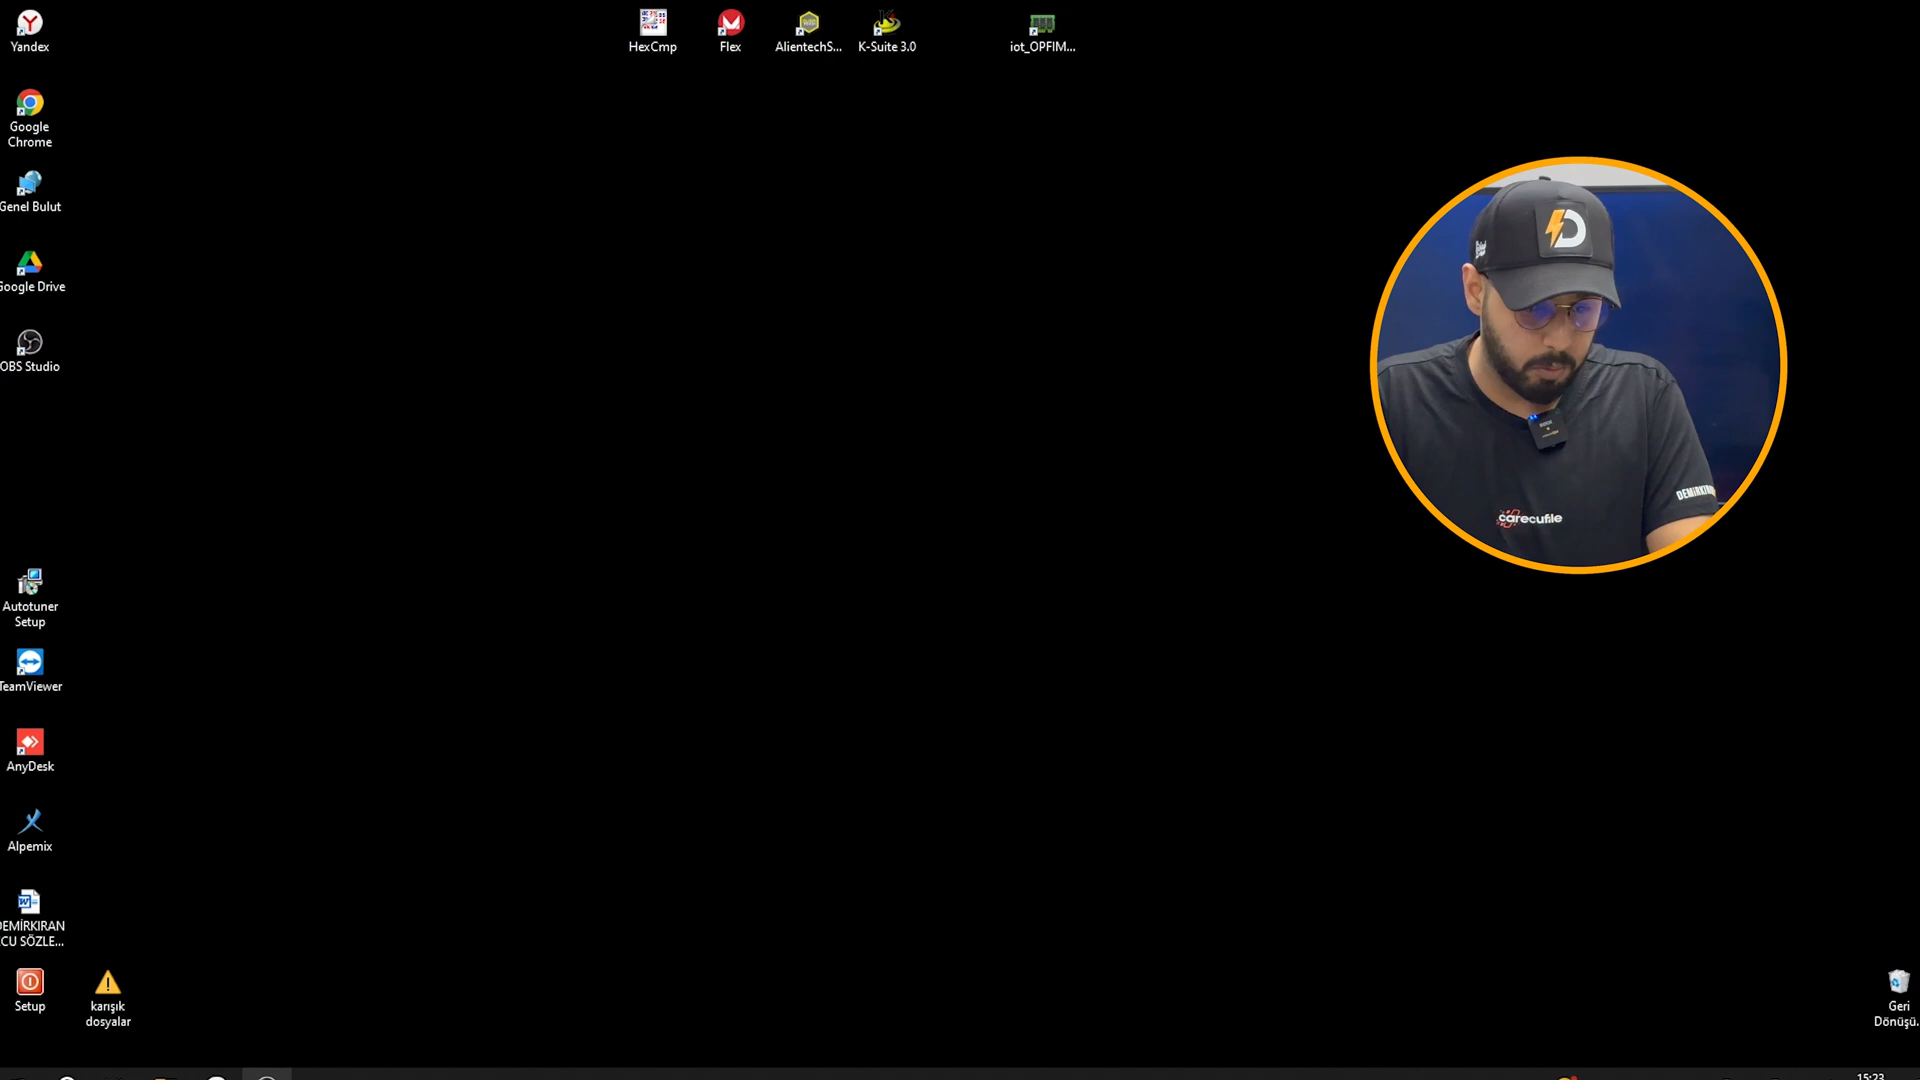 HexCmp
Flex
AlientechS...
K-Suite 3.0
iot_OPFIM...
Yandex
Google
Chrome
Genel Bulut
Google Drive
OBS Studio
Autotuner
Setup
TeamViewer
AnyDesk
Alpemix
DEMİRKIRAN
ECU SÖZLE...
Setup
karışık
dosyalar
Geri
Dönüşü...
D
carecufile
15:23